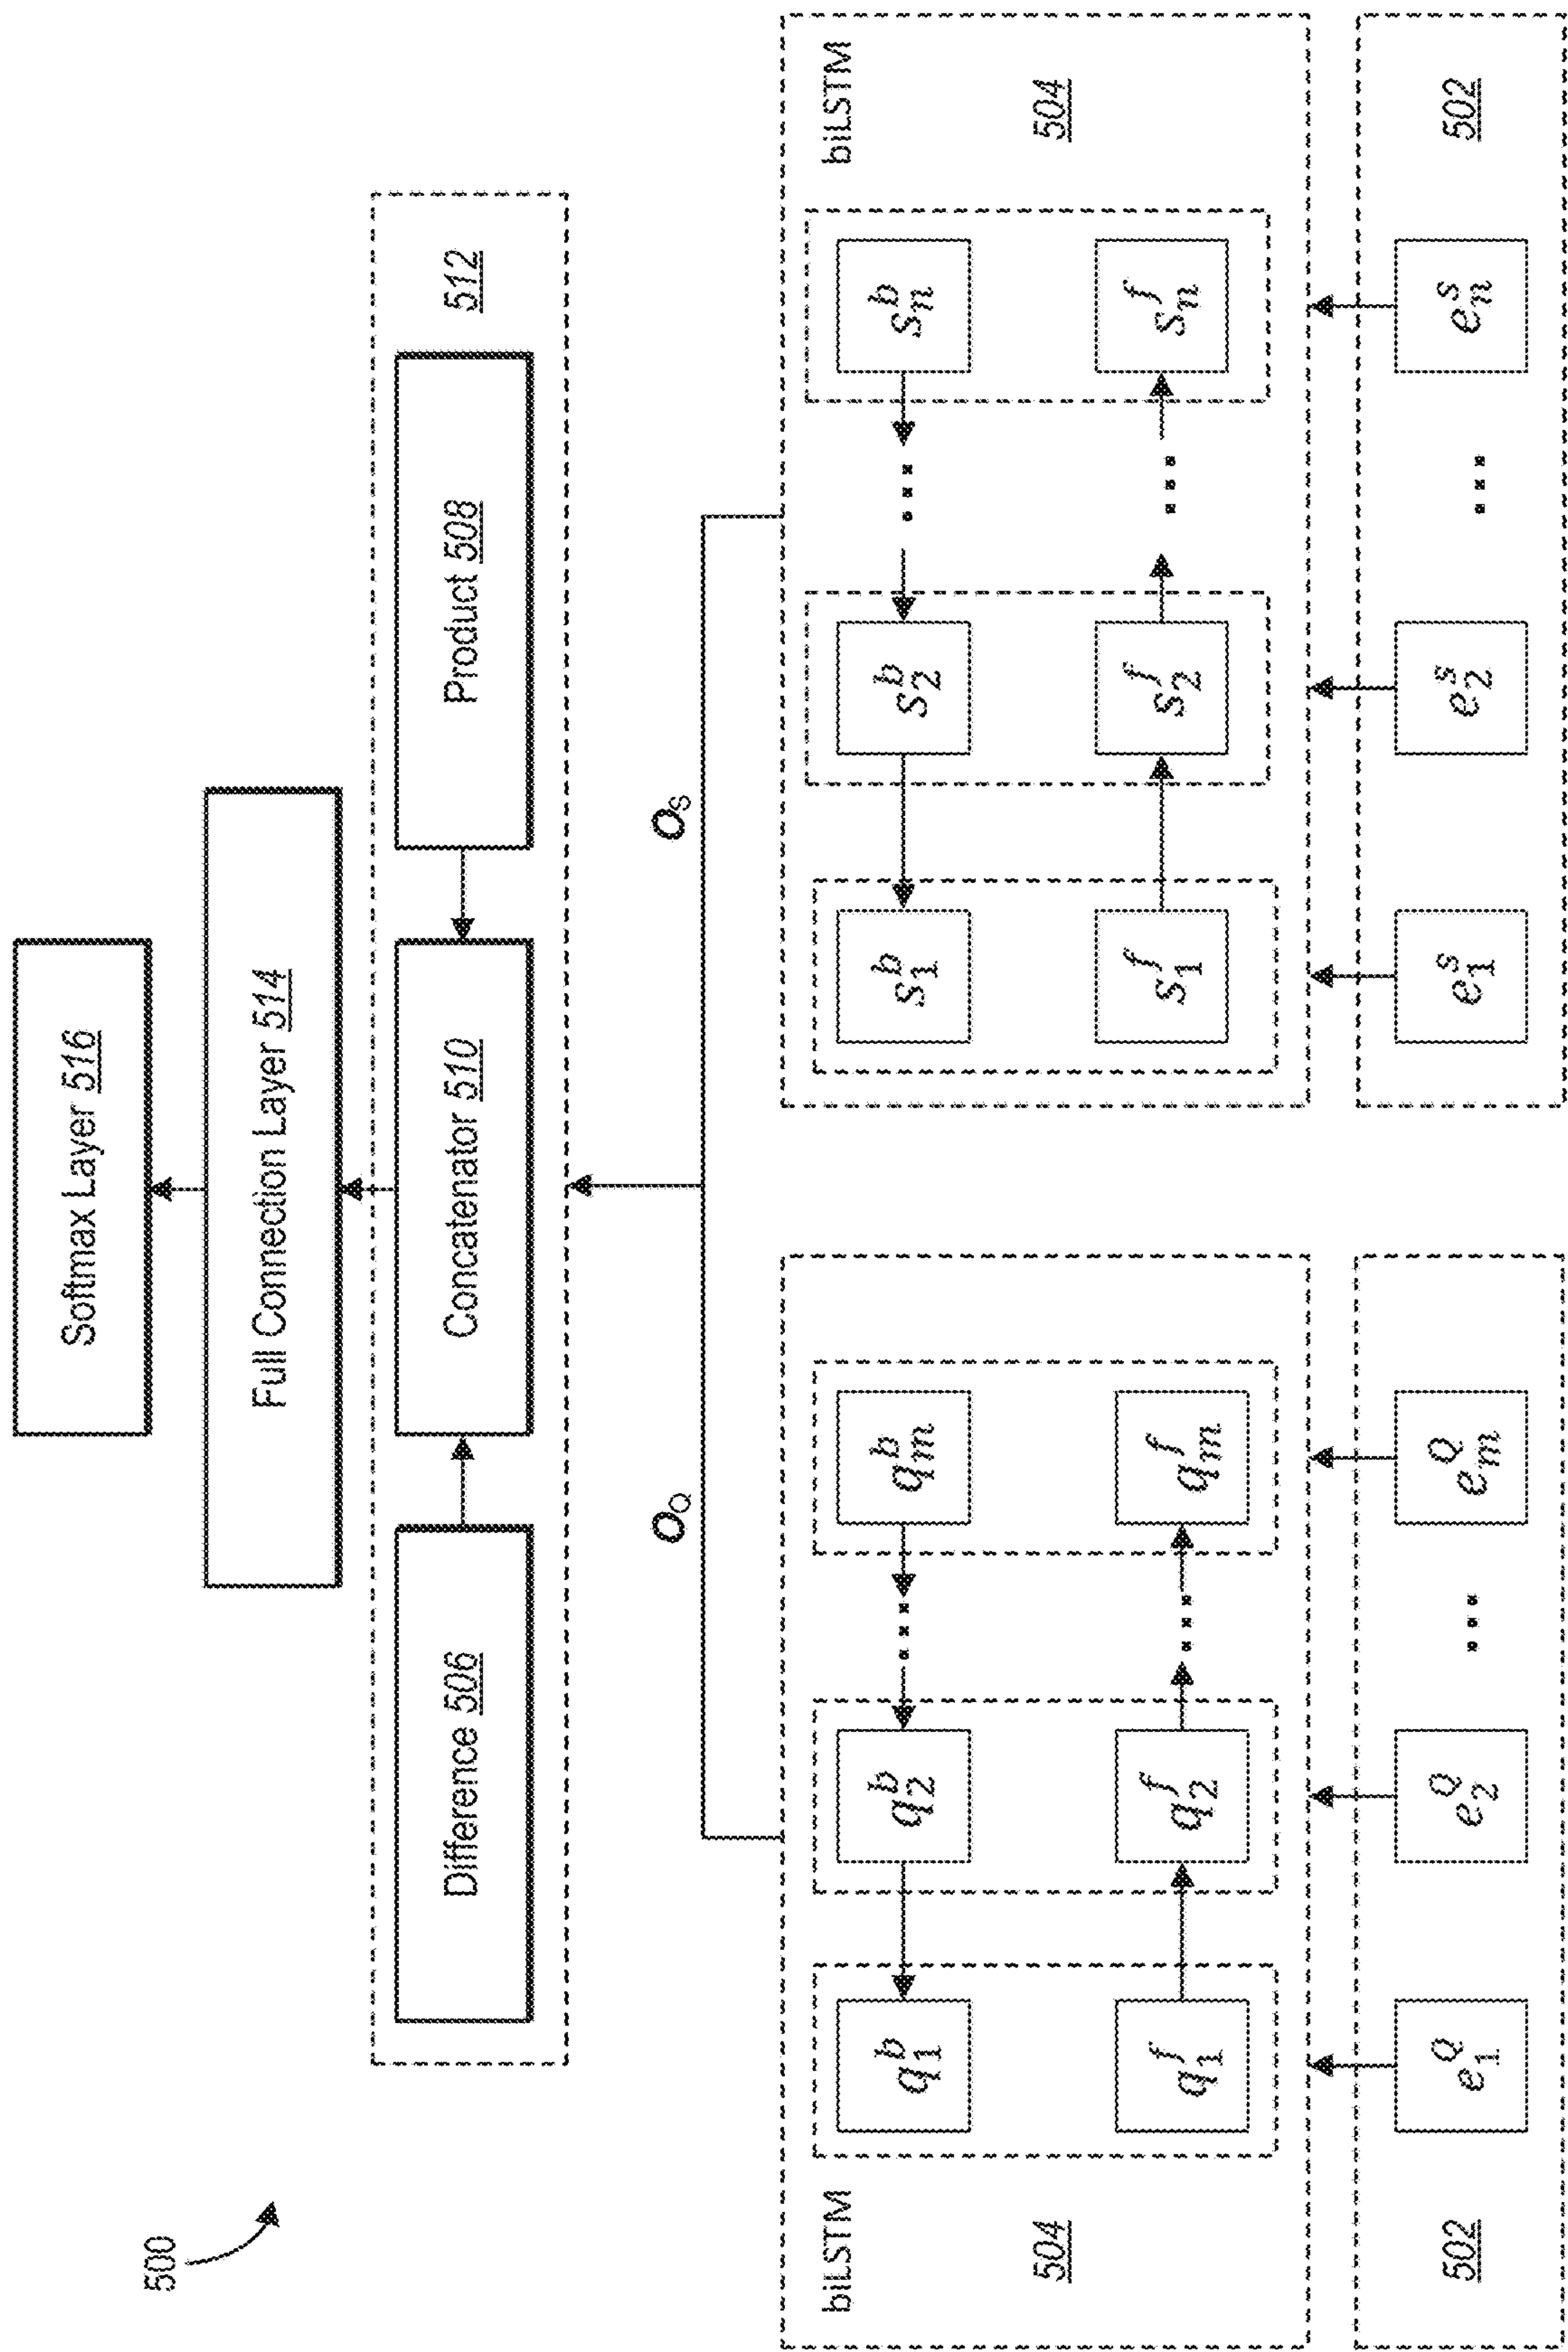 500
Softmax Layer 516
Full Connection Layer 514
Difference 506
Concatenator 510
Product 508
512
O_Q
O_S
biLSTM
504
q_1^b
q_2^b
...
q_m^b
q_1^f
q_2^f
...
q_m^f
biLSTM
504
s_1^b
s_2^b
...
s_n^b
s_1^f
s_2^f
...
s_n^f
502
e_1^Q
e_2^Q
...
e_m^Q
502
e_1^s
e_2^s
...
e_n^s